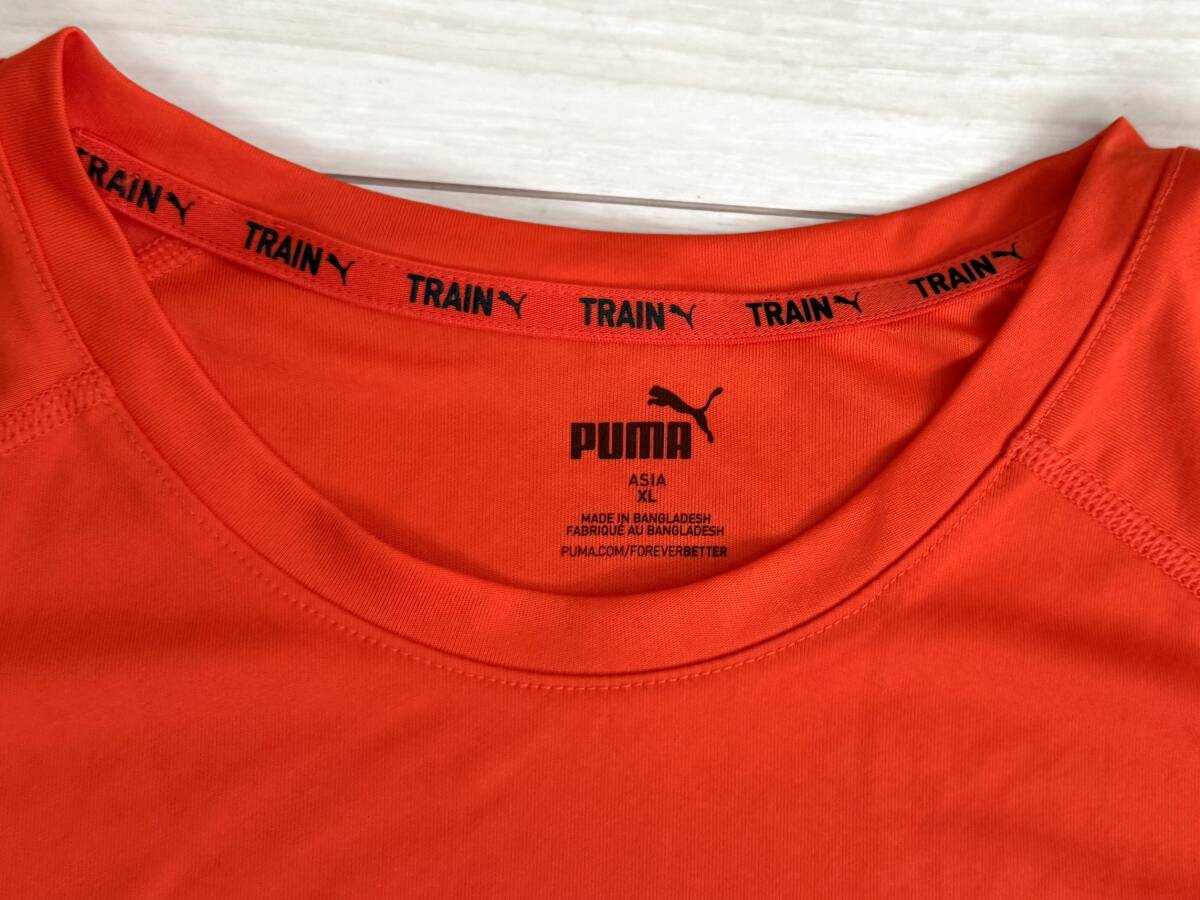 TRAIN TRAIN TRAIN TRAIN TRAIN TRAIN
PUMA
ASIA
XL
MADE IN BANGLADESH
FABRIQUÉ AU BANGLADESH
PUMA.COM/FOREVERBETTER